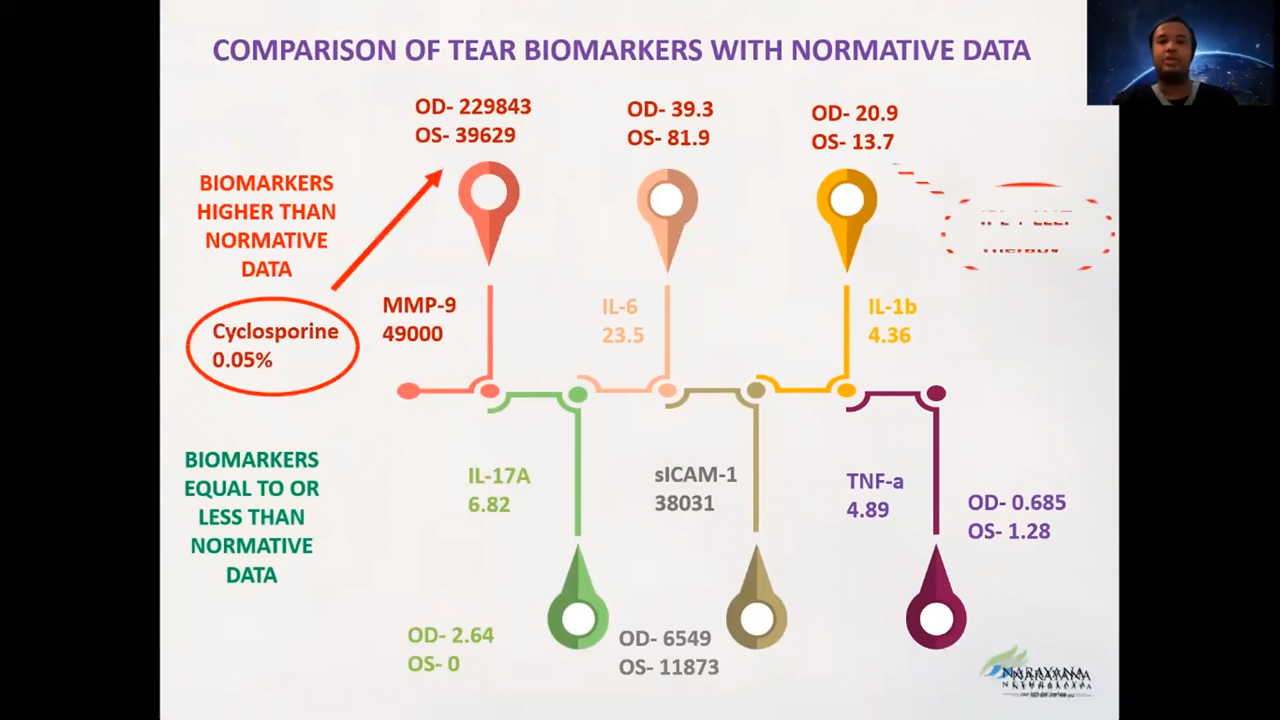 COMPARISON OF TEAR BIOMARKERS WITH NORMATIVE DATA
OD- 229843
OS- 39629
OD- 39.3
OS- 81.9
OD- 20.9
OS- 13.7
BIOMARKERS
HIGHER THAN
NORMATIVE
DATA
Cyclosporine
0.05%
MMP-9
49000
IL-6
23.5
IL-1b
4.36
BIOMARKERS
EQUAL TO OR
LESS THAN
NORMATIVE
DATA
IL-17A
6.82
sICAM-1
38031
TNF-a
4.89
OD- 0.685
OS- 1.28
OD- 2.64
OS- 0
OD- 6549
OS- 11873
NARAYANA
NETHRALAYA